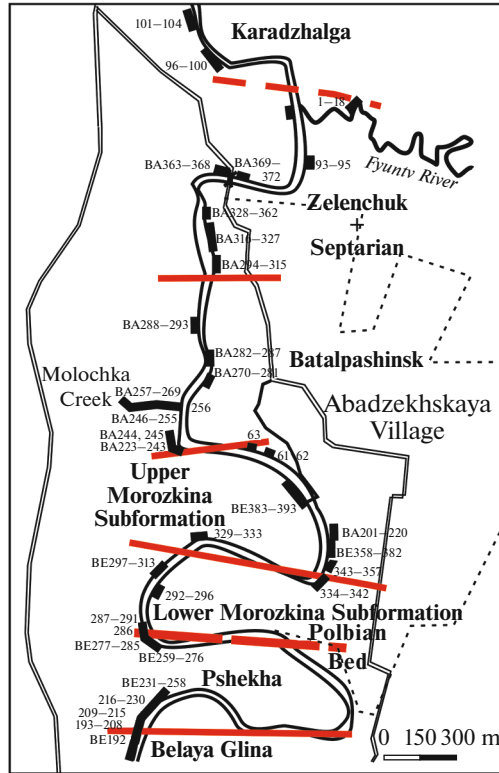 101−104
Karadzhalga
96−100
1−18
BA363−368
BA369−
372
93−95
Fyuntv River
Zelenchuk
BA328−362
+
BA316−327
Septarian
BA294−315
BA288−293
BA282−287
BA270−281
Batalpashinsk
Molochka
Creek
BA257−269
256
BA246−255
Abadzekhskaya
Village
BA244, 245
BA223−243
63
61
62
Upper
Morozkina
Subformation
BE383−393
BA201−220
329−333
BE358−382
BE297−313
343−357
334−342
292−296
Lower Morozkina Subformation
287−291
286
BE277−285
BE259−276
Polbian
Bed
Pshekha
BE231−258
216−230
209−215
193−208
BE192
Belaya Glina
0 150 300 m